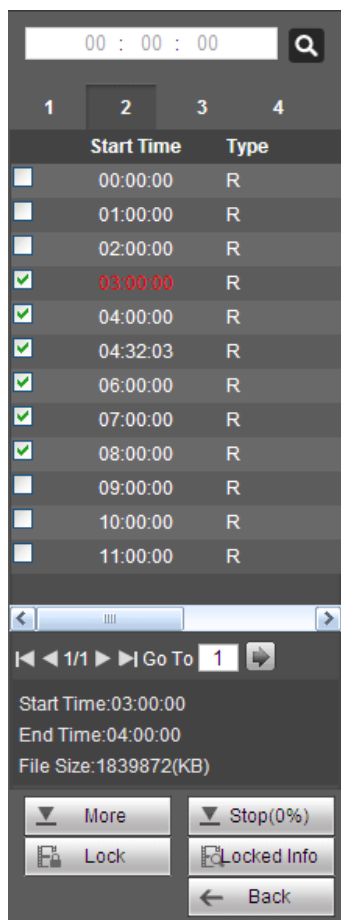 00 : 00 : 00
1 2 3 4
Start Time Type
00:00:00 R
01:00:00 R
02:00:00 R
03:00:00 R
04:00:00 R
04:32:03 R
06:00:00 R
07:00:00 R
08:00:00 R
09:00:00 R
10:00:00 R
11:00:00 R
1/1 Go To 1
Start Time:03:00:00
End Time:04:00:00
File Size:1839872(KB)
More Stop(0%)
Lock Locked Info
Back